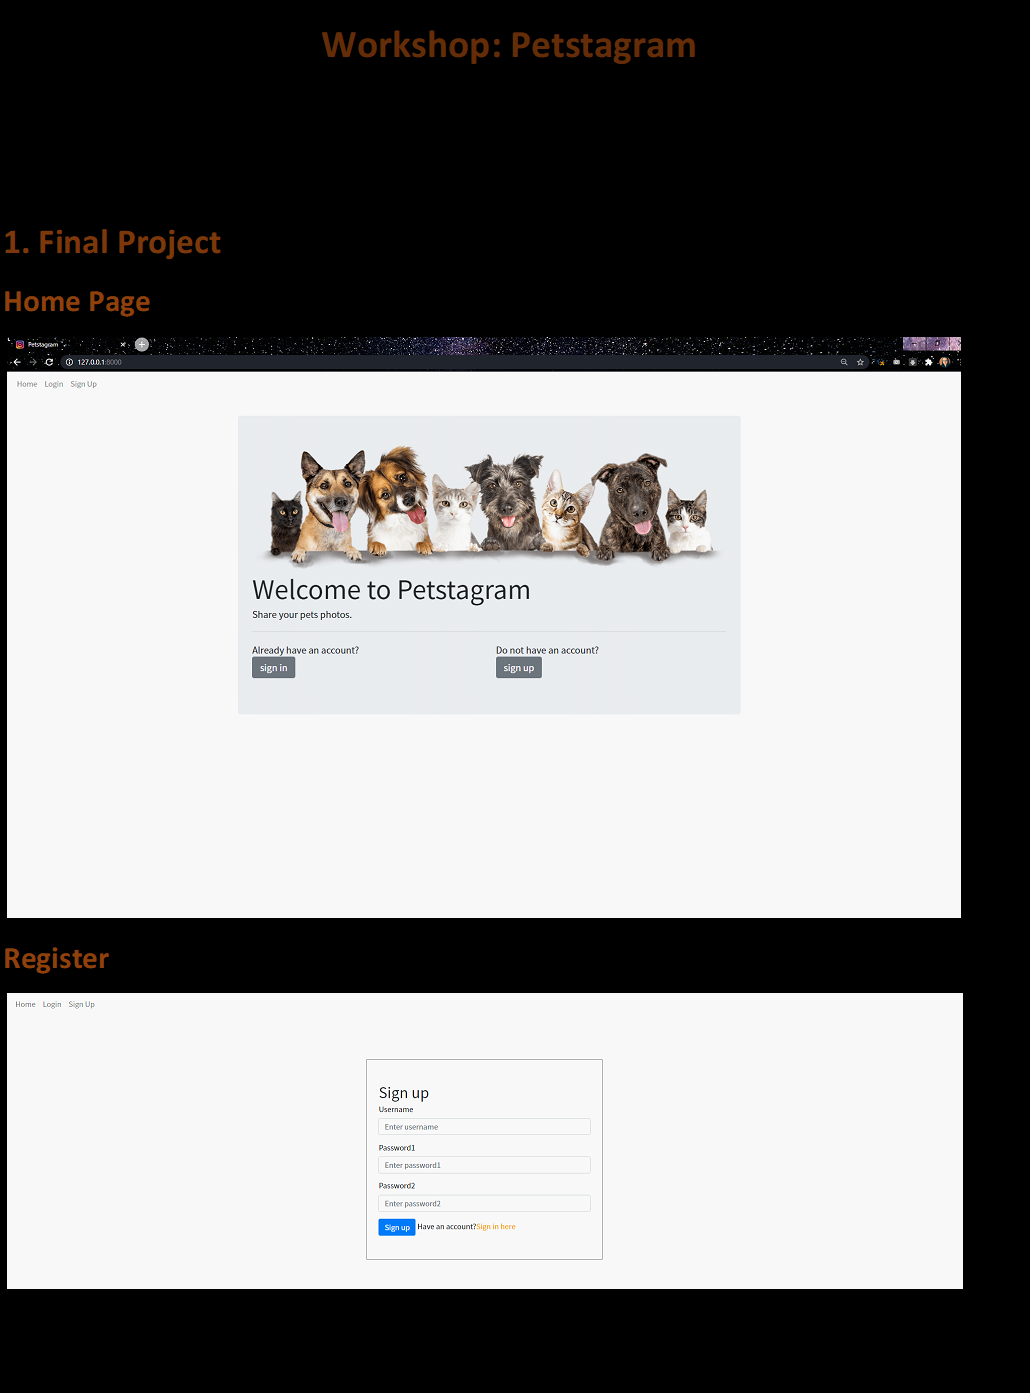 Workshop: Petstagram
1. Final Project
Home Page
Petstagram
127.0.0.1:8000
Home Login Sign Up
Welcome to Petstagram
Share your pets photos.
Already have an account? Do not have an account?
sign in sign up
Register
Home Login Sign Up
Sign up
Username
Enter username
Password1
Enter password1
Password2
Enter password2
Sign up Have an account?Sign in here